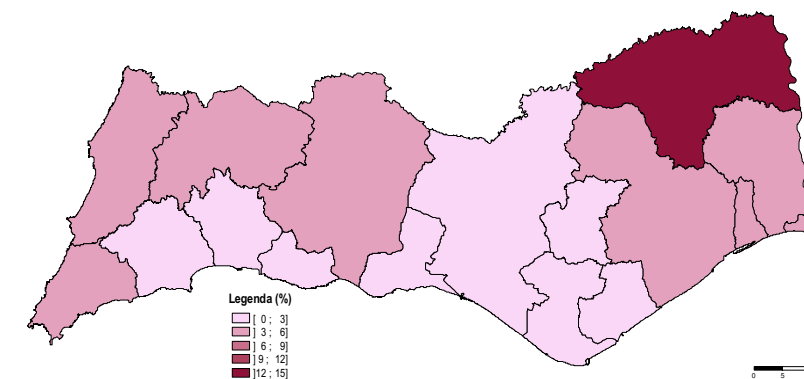 Legenda (%)
[ 0 ; 3]
] 3 ; 6]
] 6 ; 9]
] 9 ; 12]
]12 ; 15]
0 5